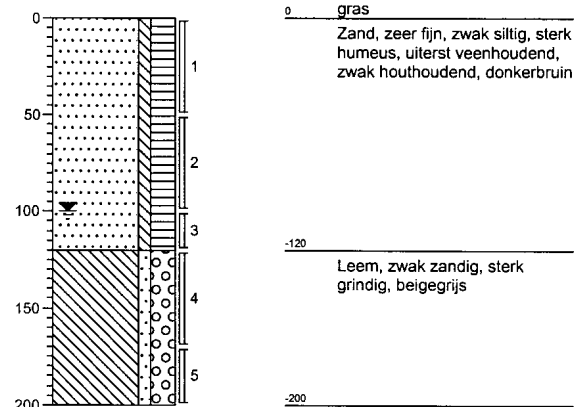 0
50
100
150
200
1
2
3
4
5
0
gras
Zand, zeer fijn, zwak siltig, sterk
humeus, uiterst veenhoudend,
zwak houthoudend, donkerbruin
-120
Leem, zwak zandig, sterk
grindig, beigegrijs
-200